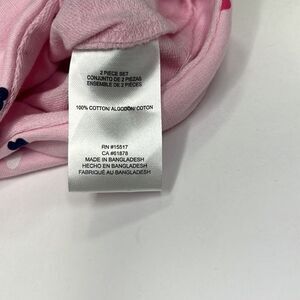 2 PIECE SET
CONJUNTO DE 2 PIEZAS
ENSEMBLE DE 2 PIÈCES
100% COTTON/ ALGODÓN/ COTON
RN #15517
CA #61878
MADE IN BANGLADESH
HECHO EN BANGLADESH
FABRIQUÉ AU BANGLADESH